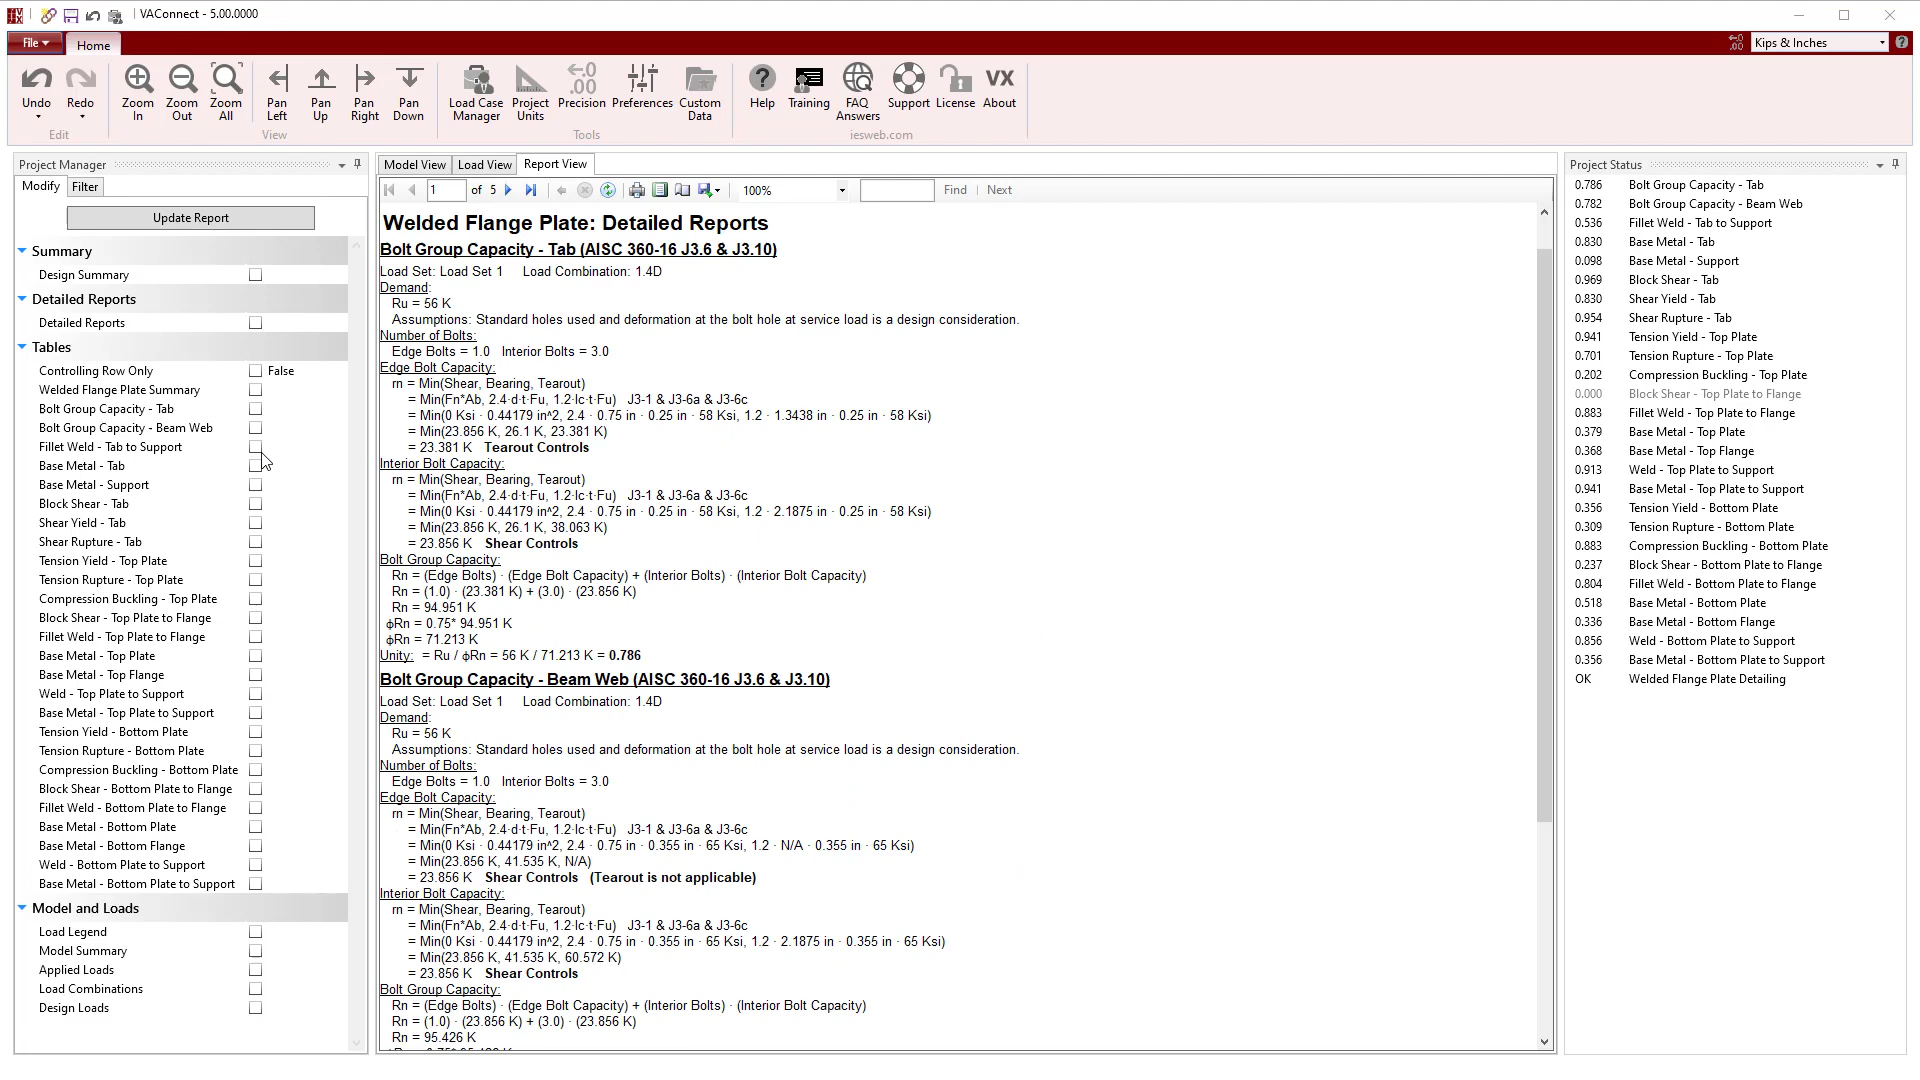 VAConnect - 5.00.0000
File
Home
Kips & Inches
Undo
Redo
Zoom In
Zoom Out
Zoom All
Pan Left
Pan Up
Pan Right
Pan Down
Load Case Manager
Project Units
Precision
Preferences
Custom Data
Help
Training
FAQ Answers
Support
License
VX
About
Edit
View
Tools
iesweb.com
Project Manager
Modify
Filter
Update Report
Summary
Design Summary
Detailed Reports
Detailed Reports
Tables
Controlling Row Only False
Welded Flange Plate Summary
Bolt Group Capacity - Tab
Bolt Group Capacity - Beam Web
Fillet Weld - Tab to Support
Base Metal - Tab
Base Metal - Support
Block Shear - Tab
Shear Yield - Tab
Shear Rupture - Tab
Tension Yield - Top Plate
Tension Rupture - Top Plate
Compression Buckling - Top Plate
Block Shear - Top Plate to Flange
Fillet Weld - Top Plate to Flange
Base Metal - Top Plate
Base Metal - Top Flange
Weld - Top Plate to Support
Base Metal - Top Plate to Support
Tension Yield - Bottom Plate
Tension Rupture - Bottom Plate
Compression Buckling - Bottom Plate
Block Shear - Bottom Plate to Flange
Fillet Weld - Bottom Plate to Flange
Base Metal - Bottom Plate
Base Metal - Bottom Flange
Weld - Bottom Plate to Support
Base Metal - Bottom Plate to Support
Model and Loads
Load Legend
Model Summary
Applied Loads
Load Combinations
Design Loads
Model View
Load View
Report View
1 of 5
100%
Find
Next
Welded Flange Plate: Detailed Reports
Bolt Group Capacity - Tab (AISC 360-16 J3.6 & J3.10)
Load Set: Load Set 1 Load Combination: 1.4D
Demand:
Ru = 56 K
Assumptions: Standard holes used and deformation at the bolt hole at service load is a design consideration.
Number of Bolts:
Edge Bolts = 1.0 Interior Bolts = 3.0
Edge Bolt Capacity:
rn = Min(Shear, Bearing, Tearout)
= Min(Fn*Ab, 2.4·d·t·Fu, 1.2·lc·t·Fu) J3-1 & J3-6a & J3-6c
= Min(0 Ksi · 0.44179 in^2, 2.4 · 0.75 in · 0.25 in · 58 Ksi, 1.2 · 1.3438 in · 0.25 in · 58 Ksi)
= Min(23.856 K, 26.1 K, 23.381 K)
= 23.381 K Tearout Controls
Interior Bolt Capacity:
rn = Min(Shear, Bearing, Tearout)
= Min(Fn*Ab, 2.4·d·t·Fu, 1.2·lc·t·Fu) J3-1 & J3-6a & J3-6c
= Min(0 Ksi · 0.44179 in^2, 2.4 · 0.75 in · 0.25 in · 58 Ksi, 1.2 · 2.1875 in · 0.25 in · 58 Ksi)
= Min(23.856 K, 26.1 K, 38.063 K)
= 23.856 K Shear Controls
Bolt Group Capacity:
Rn = (Edge Bolts) · (Edge Bolt Capacity) + (Interior Bolts) · (Interior Bolt Capacity)
Rn = (1.0) · (23.381 K) + (3.0) · (23.856 K)
Rn = 94.951 K
ϕRn = 0.75* 94.951 K
ϕRn = 71.213 K
Unity: = Ru / ϕRn = 56 K / 71.213 K = 0.786
Bolt Group Capacity - Beam Web (AISC 360-16 J3.6 & J3.10)
Load Set: Load Set 1 Load Combination: 1.4D
Demand:
Ru = 56 K
Assumptions: Standard holes used and deformation at the bolt hole at service load is a design consideration.
Number of Bolts:
Edge Bolts = 1.0 Interior Bolts = 3.0
Edge Bolt Capacity:
rn = Min(Shear, Bearing, Tearout)
= Min(Fn*Ab, 2.4·d·t·Fu, 1.2·lc·t·Fu) J3-1 & J3-6a & J3-6c
= Min(0 Ksi · 0.44179 in^2, 2.4 · 0.75 in · 0.355 in · 65 Ksi, 1.2 · N/A · 0.355 in · 65 Ksi)
= Min(23.856 K, 41.535 K, N/A)
= 23.856 K Shear Controls (Tearout is not applicable)
Interior Bolt Capacity:
rn = Min(Shear, Bearing, Tearout)
= Min(Fn*Ab, 2.4·d·t·Fu, 1.2·lc·t·Fu) J3-1 & J3-6a & J3-6c
= Min(0 Ksi · 0.44179 in^2, 2.4 · 0.75 in · 0.355 in · 65 Ksi, 1.2 · 2.1875 in · 0.355 in · 65 Ksi)
= Min(23.856 K, 41.535 K, 60.572 K)
= 23.856 K Shear Controls
Bolt Group Capacity:
Rn = (Edge Bolts) · (Edge Bolt Capacity) + (Interior Bolts) · (Interior Bolt Capacity)
Rn = (1.0) · (23.856 K) + (3.0) · (23.856 K)
Rn = 95.426 K
Project Status
0.786 Bolt Group Capacity - Tab
0.782 Bolt Group Capacity - Beam Web
0.536 Fillet Weld - Tab to Support
0.830 Base Metal - Tab
0.098 Base Metal - Support
0.969 Block Shear - Tab
0.830 Shear Yield - Tab
0.954 Shear Rupture - Tab
0.941 Tension Yield - Top Plate
0.701 Tension Rupture - Top Plate
0.202 Compression Buckling - Top Plate
0.000 Block Shear - Top Plate to Flange
0.883 Fillet Weld - Top Plate to Flange
0.379 Base Metal - Top Plate
0.368 Base Metal - Top Flange
0.913 Weld - Top Plate to Support
0.941 Base Metal - Top Plate to Support
0.356 Tension Yield - Bottom Plate
0.309 Tension Rupture - Bottom Plate
0.883 Compression Buckling - Bottom Plate
0.237 Block Shear - Bottom Plate to Flange
0.804 Fillet Weld - Bottom Plate to Flange
0.518 Base Metal - Bottom Plate
0.336 Base Metal - Bottom Flange
0.856 Weld - Bottom Plate to Support
0.356 Base Metal - Bottom Plate to Support
OK Welded Flange Plate Detailing